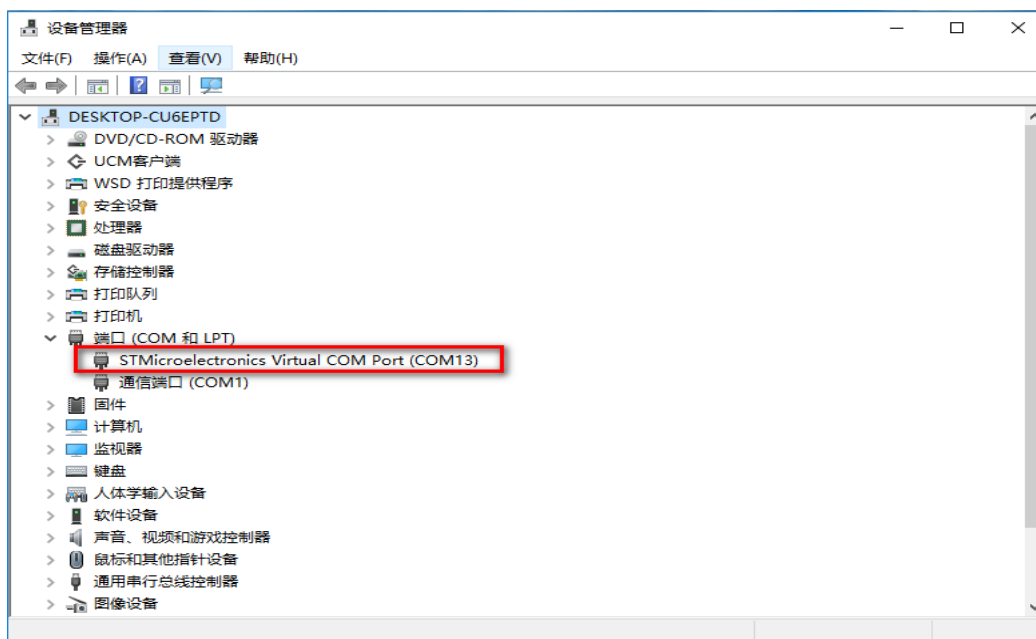 设备管理器
文件(F) 操作(A) 查看(V) 帮助(H)
DESKTOP-CU6EPTD
DVD/CD-ROM 驱动器
UCM客户端
WSD 打印提供程序
安全设备
处理器
磁盘驱动器
存储控制器
打印队列
打印机
端口 (COM 和 LPT)
STMicroelectronics Virtual COM Port (COM13)
通信端口 (COM1)
固件
计算机
监视器
键盘
人体学输入设备
软件设备
声音、视频和游戏控制器
鼠标和其他指针设备
通用串行总线控制器
图像设备